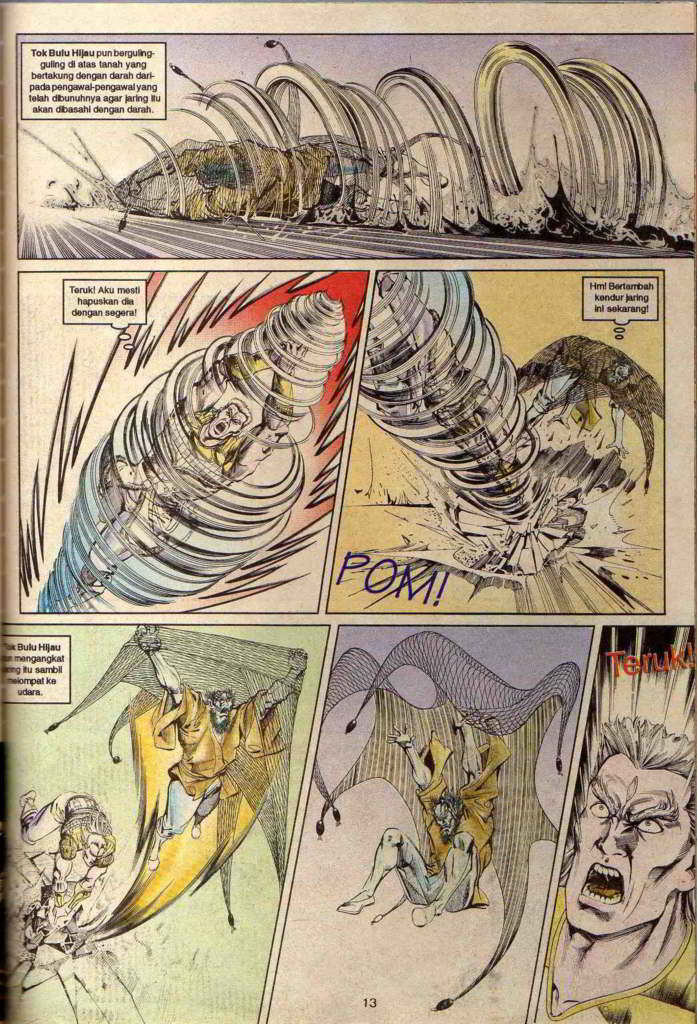 Tok Bulu Hijau pun berguling-
guling di atas tanah yang
bertakung dengan darah dari-
pada pengawal-pengawal yang
telah dibunuhnya agar jaring itu
akan dibasahi dengan darah.
Teruk! Aku mesti
hapuskan dia
dengan segera!
Hm! Bertambah
kendur jaring
ini sekarang!
POM!
Tok Bulu Hijau
pun mengangkat
jaring itu sambil
melompat ke
udara.
Teruk!
13